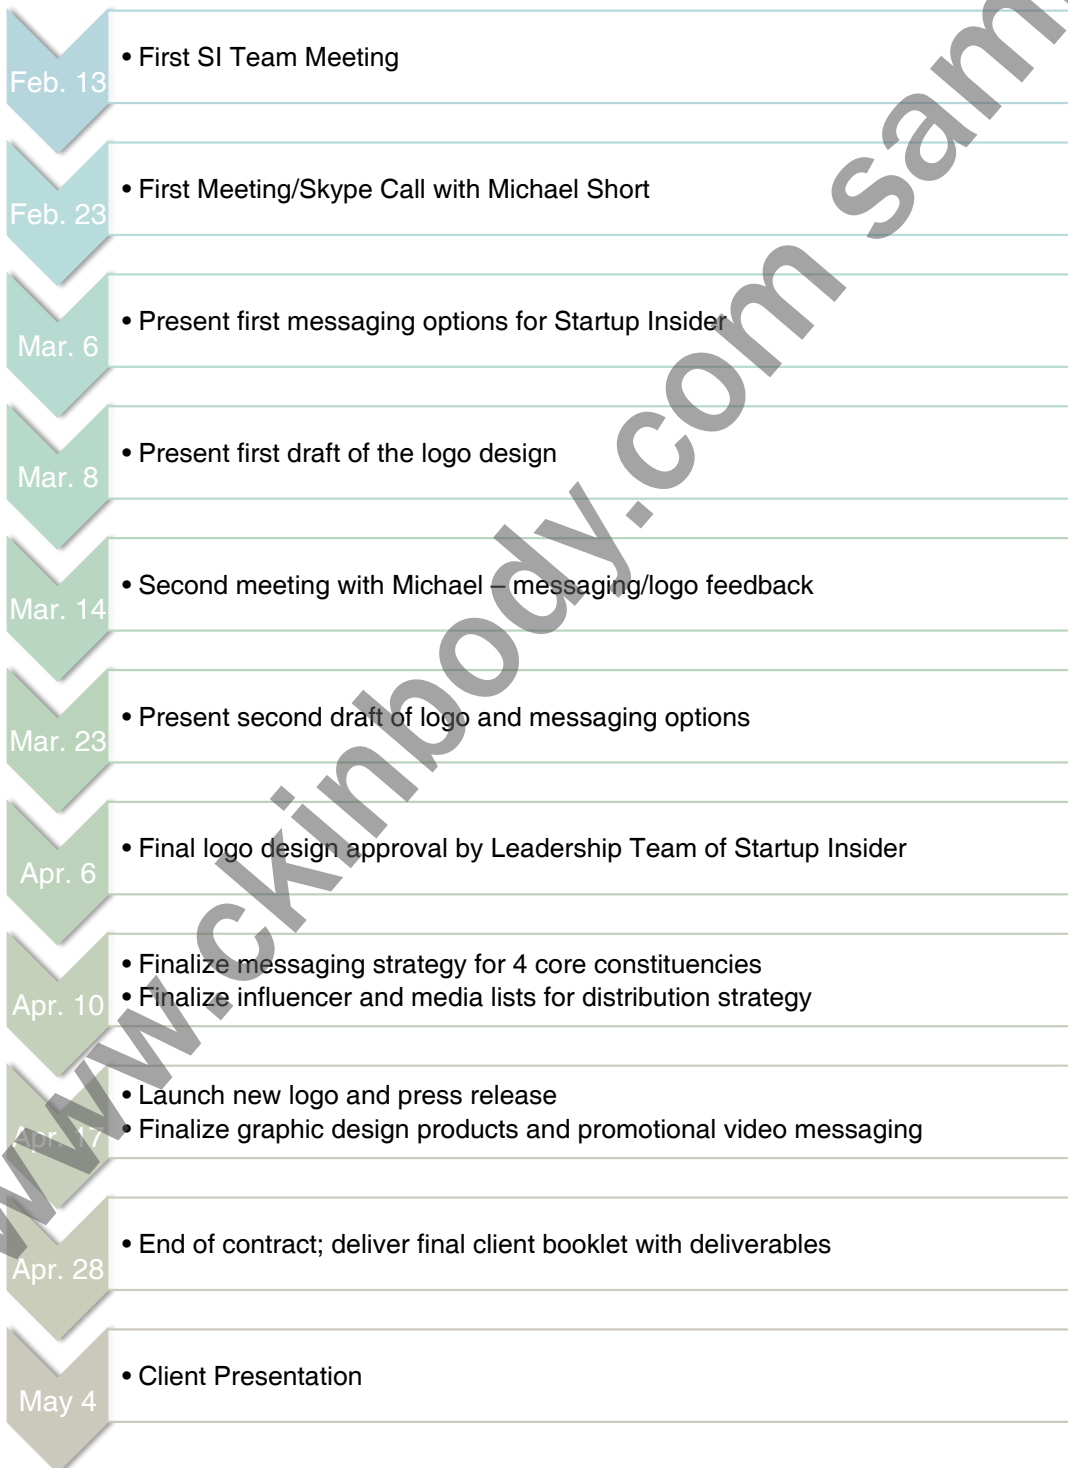 Feb. 13
• First SI Team Meeting
Feb. 23
• First Meeting/Skype Call with Michael Short
Mar. 6
• Present first messaging options for Startup Insider
Mar. 8
• Present first draft of the logo design
Mar. 14
• Second meeting with Michael – messaging/logo feedback
Mar. 23
• Present second draft of logo and messaging options
Apr. 6
• Final logo design approval by Leadership Team of Startup Insider
Apr. 10
• Finalize messaging strategy for 4 core constituencies
• Finalize influencer and media lists for distribution strategy
Apr. 17
• Launch new logo and press release
• Finalize graphic design products and promotional video messaging
Apr. 28
• End of contract; deliver final client booklet with deliverables
May 4
• Client Presentation
www.ckinbody.com